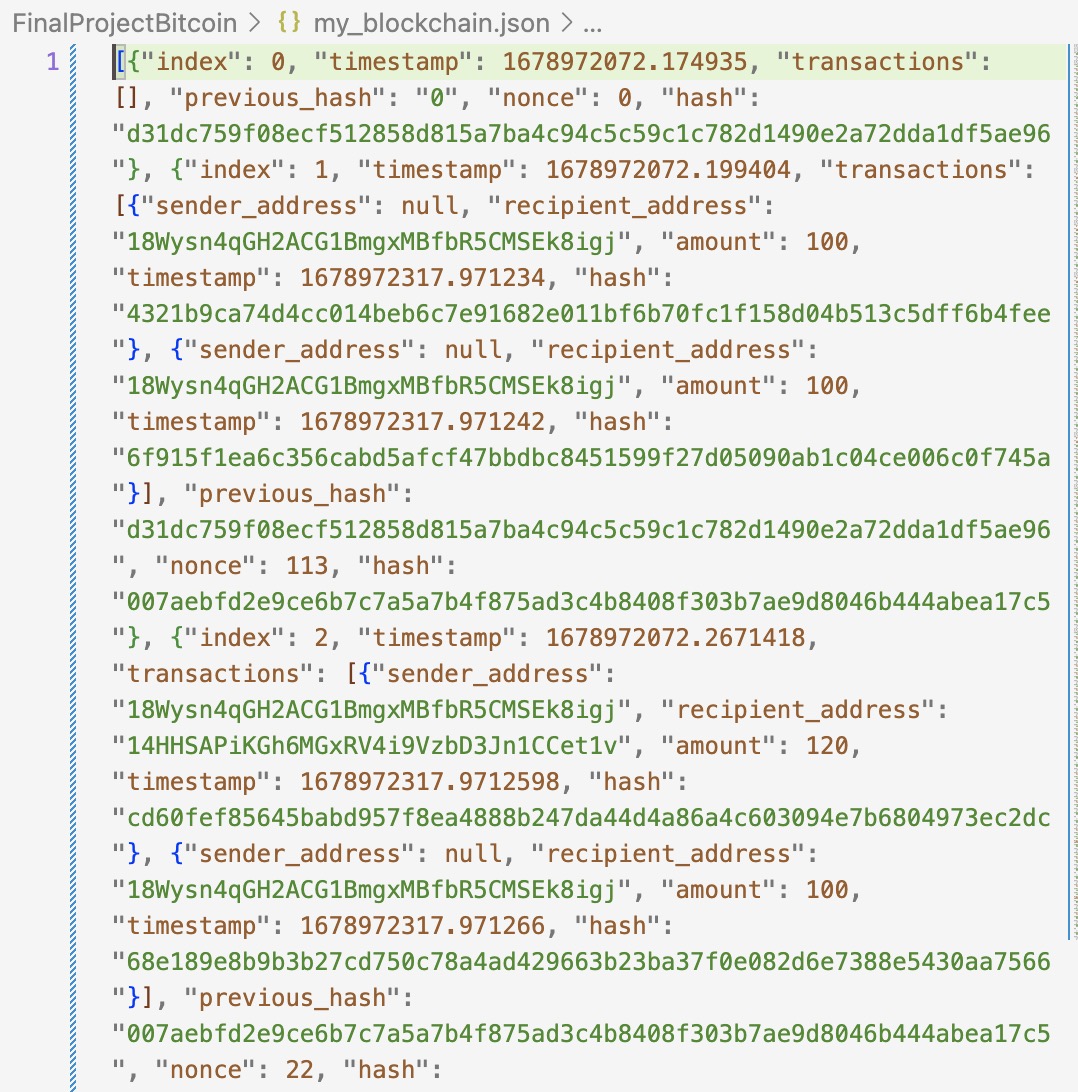 FinalProjectBitcoin > {} my_blockchain.json > ...
1 [{"index": 0, "timestamp": 1678972072.174935, "transactions":
[], "previous_hash": "0", "nonce": 0, "hash":
"d31dc759f08ecf512858d815a7ba4c94c5c59c1c782d1490e2a72dda1df5ae96
"}, {"index": 1, "timestamp": 1678972072.199404, "transactions":
[{"sender_address": null, "recipient_address":
"18Wysn4qGH2ACG1BmgxMBfbR5CMSEk8igj", "amount": 100,
"timestamp": 1678972317.971234, "hash":
"4321b9ca74d4cc014beb6c7e91682e011bf6b70fc1f158d04b513c5dff6b4fee
"}, {"sender_address": null, "recipient_address":
"18Wysn4qGH2ACG1BmgxMBfbR5CMSEk8igj", "amount": 100,
"timestamp": 1678972317.971242, "hash":
"6f915f1ea6c356cabd5afcf47bbdbc8451599f27d05090ab1c04ce006c0f745a
"}], "previous_hash":
"d31dc759f08ecf512858d815a7ba4c94c5c59c1c782d1490e2a72dda1df5ae96
", "nonce": 113, "hash":
"007aebfd2e9ce6b7c7a5a7b4f875ad3c4b8408f303b7ae9d8046b444abea17c5
"}, {"index": 2, "timestamp": 1678972072.2671418,
"transactions": [{"sender_address":
"18Wysn4qGH2ACG1BmgxMBfbR5CMSEk8igj", "recipient_address":
"14HHSAPiKGh6MGxRV4i9VzbD3Jn1CCet1v", "amount": 120,
"timestamp": 1678972317.9712598, "hash":
"cd60fef85645babd957f8ea4888b247da44d4a86a4c603094e7b6804973ec2dc
"}, {"sender_address": null, "recipient_address":
"18Wysn4qGH2ACG1BmgxMBfbR5CMSEk8igj", "amount": 100,
"timestamp": 1678972317.971266, "hash":
"68e189e8b9b3b27cd750c78a4ad429663b23ba37f0e082d6e7388e5430aa7566
"}], "previous_hash":
"007aebfd2e9ce6b7c7a5a7b4f875ad3c4b8408f303b7ae9d8046b444abea17c5
", "nonce": 22, "hash":